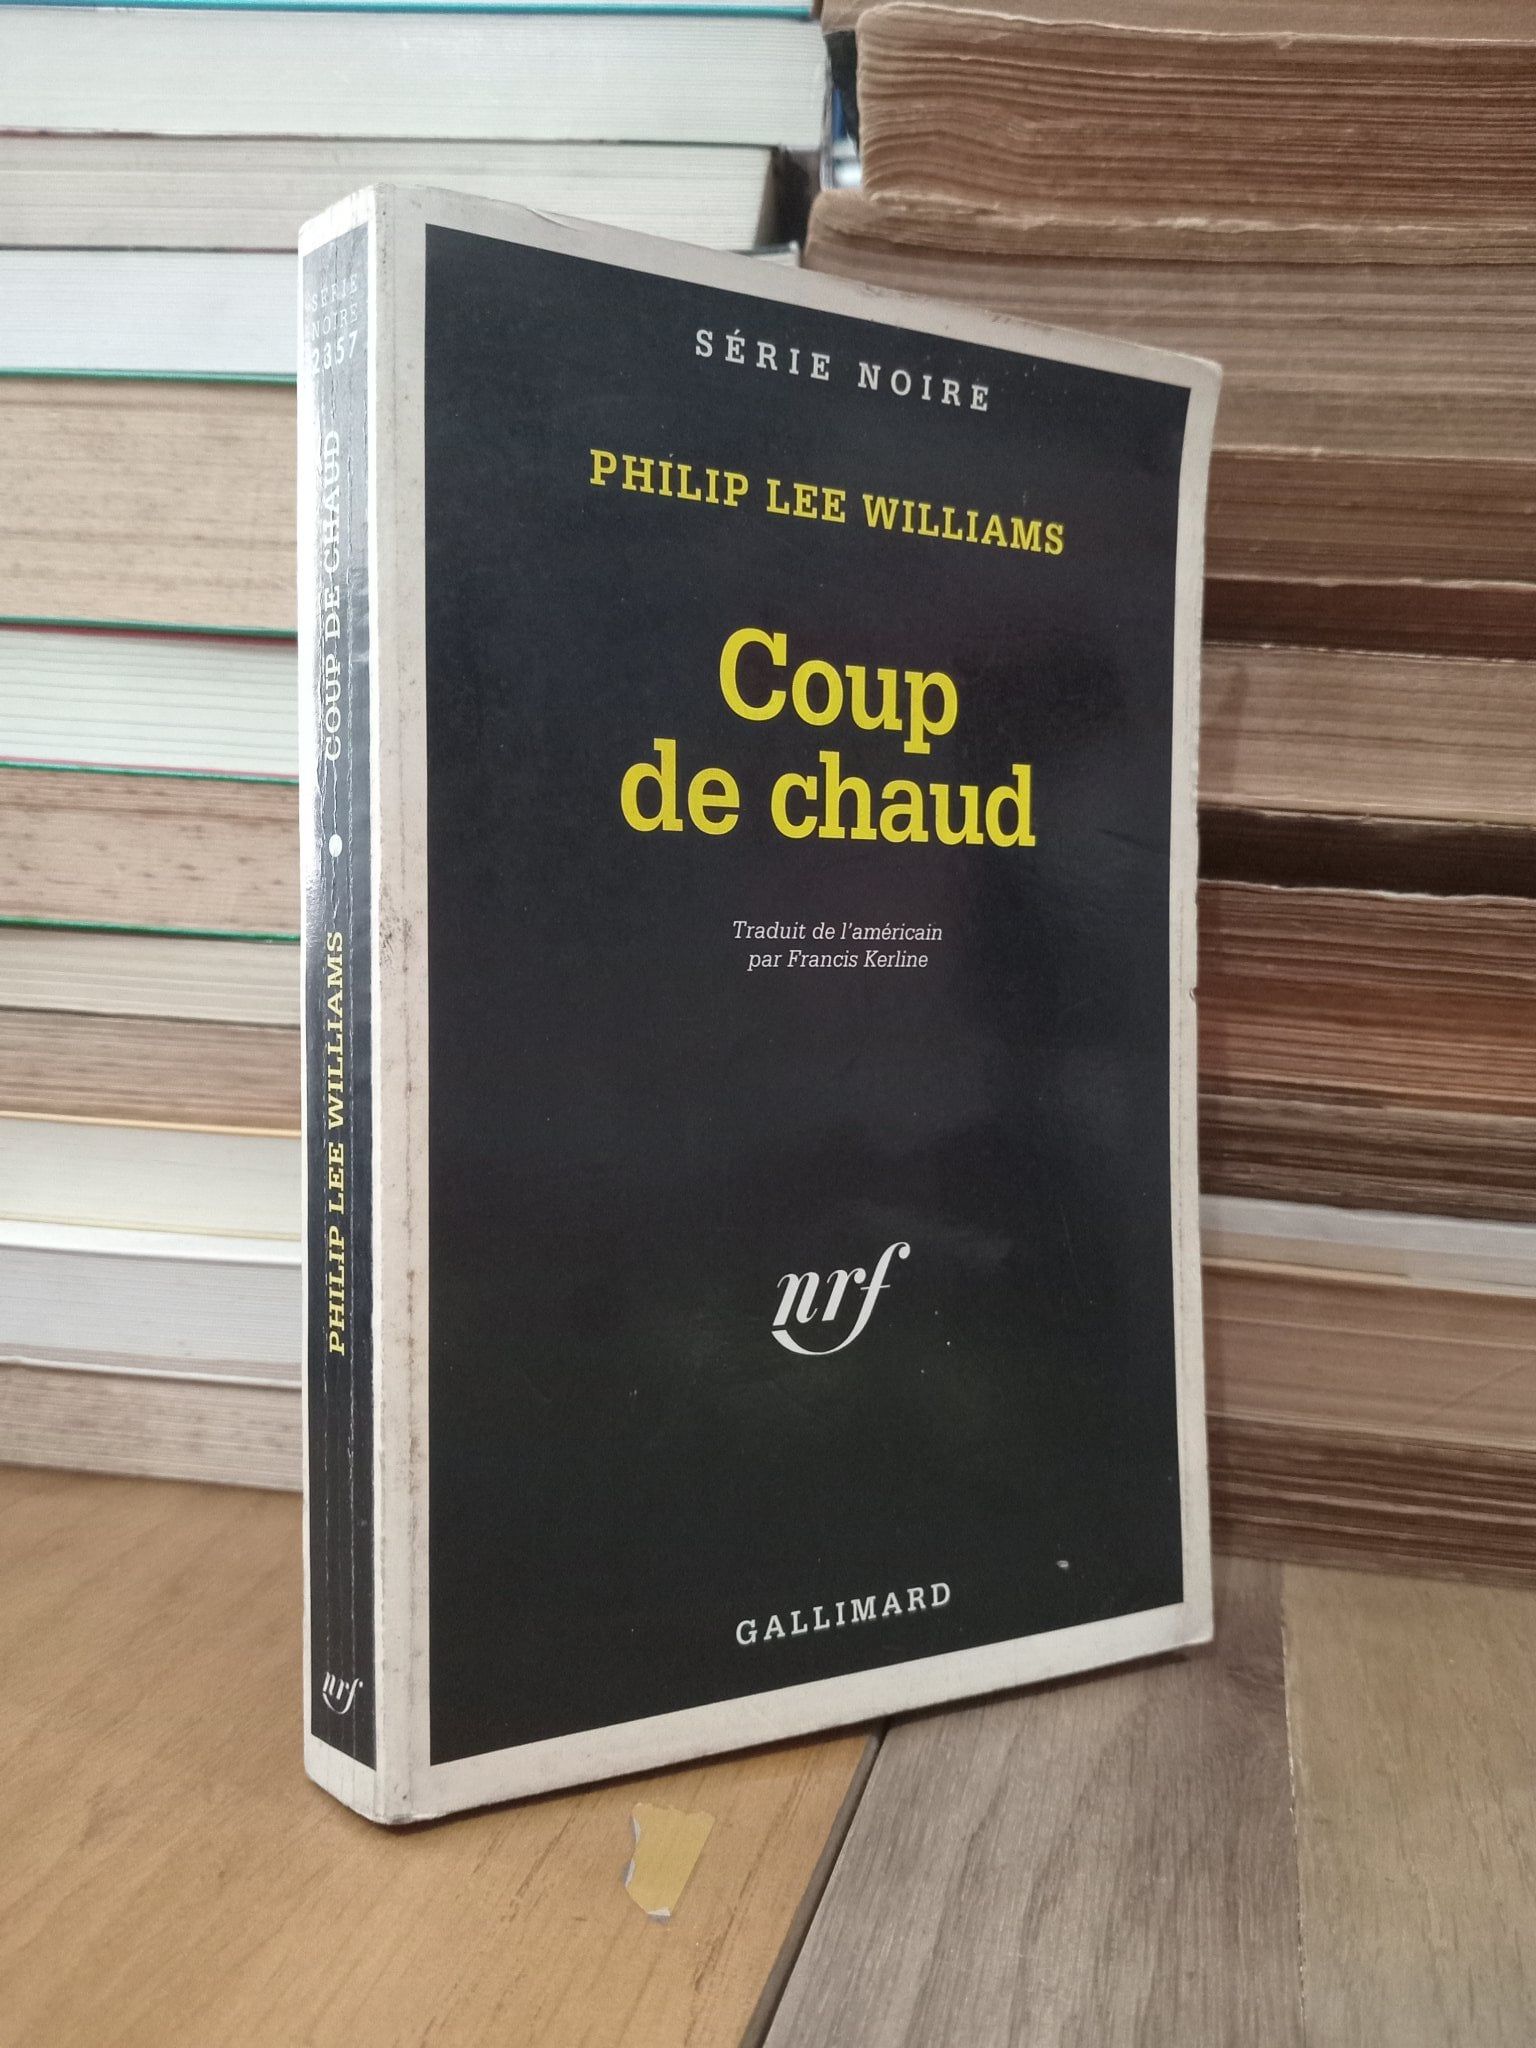 SÉRIE NOIRE
PHILIP LEE WILLIAMS
Coup
de chaud
Traduit de l'américain
par Francis Kerline
nrf
GALLIMARD
SÉRIE
NOIRE
2357
PHILIP LEE WILLIAMS • COUP DE CHAUD
nrf